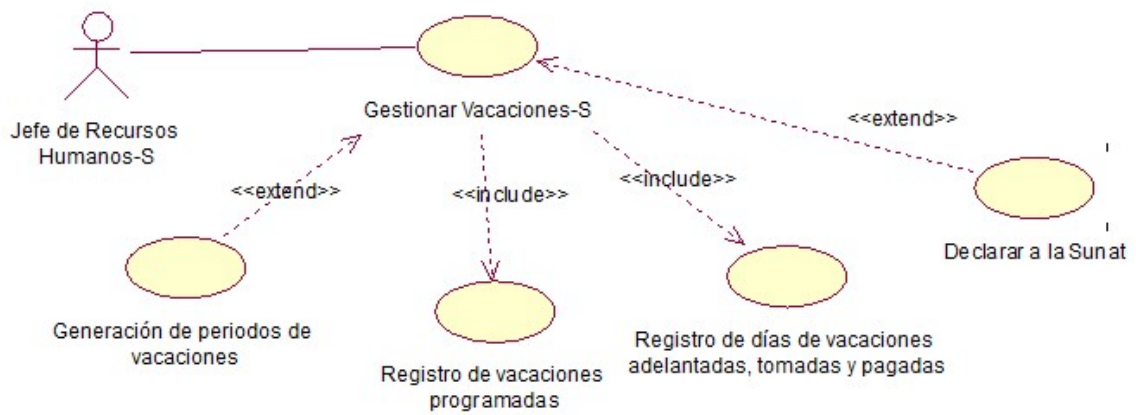 Gestionar Vacaciones-S
Jefe de Recursos
Humanos-S
<<extend>>
<<extend>>
<<include>>
<<include>>
Declarar a la Sunat
Generación de periodos de
vacaciones
Registro de vacaciones
programadas
Registro de días de vacaciones
adelantadas, tomadas y pagadas